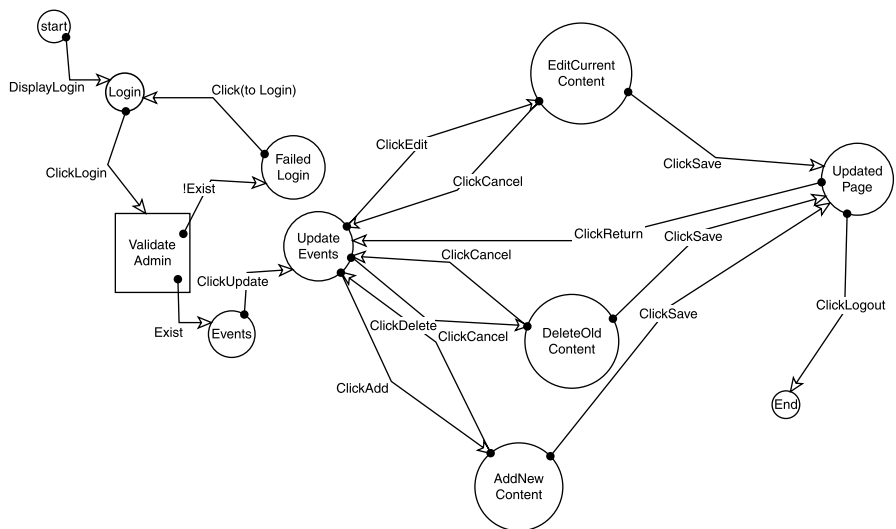 start
EditCurrent
Content
DisplayLogin
Login
Click(to Login)
ClickEdit
Failed
Login
ClickSave
ClickLogin
!Exist
ClickCancel
Updated
Page
Validate
Admin
Update
Events
ClickReturn
ClickSave
ClickCancel
ClickUpdate
ClickLogout
Exist
Events
ClickDelete
ClickCancel
DeleteOld
Content
ClickSave
ClickAdd
End
AddNew
Content